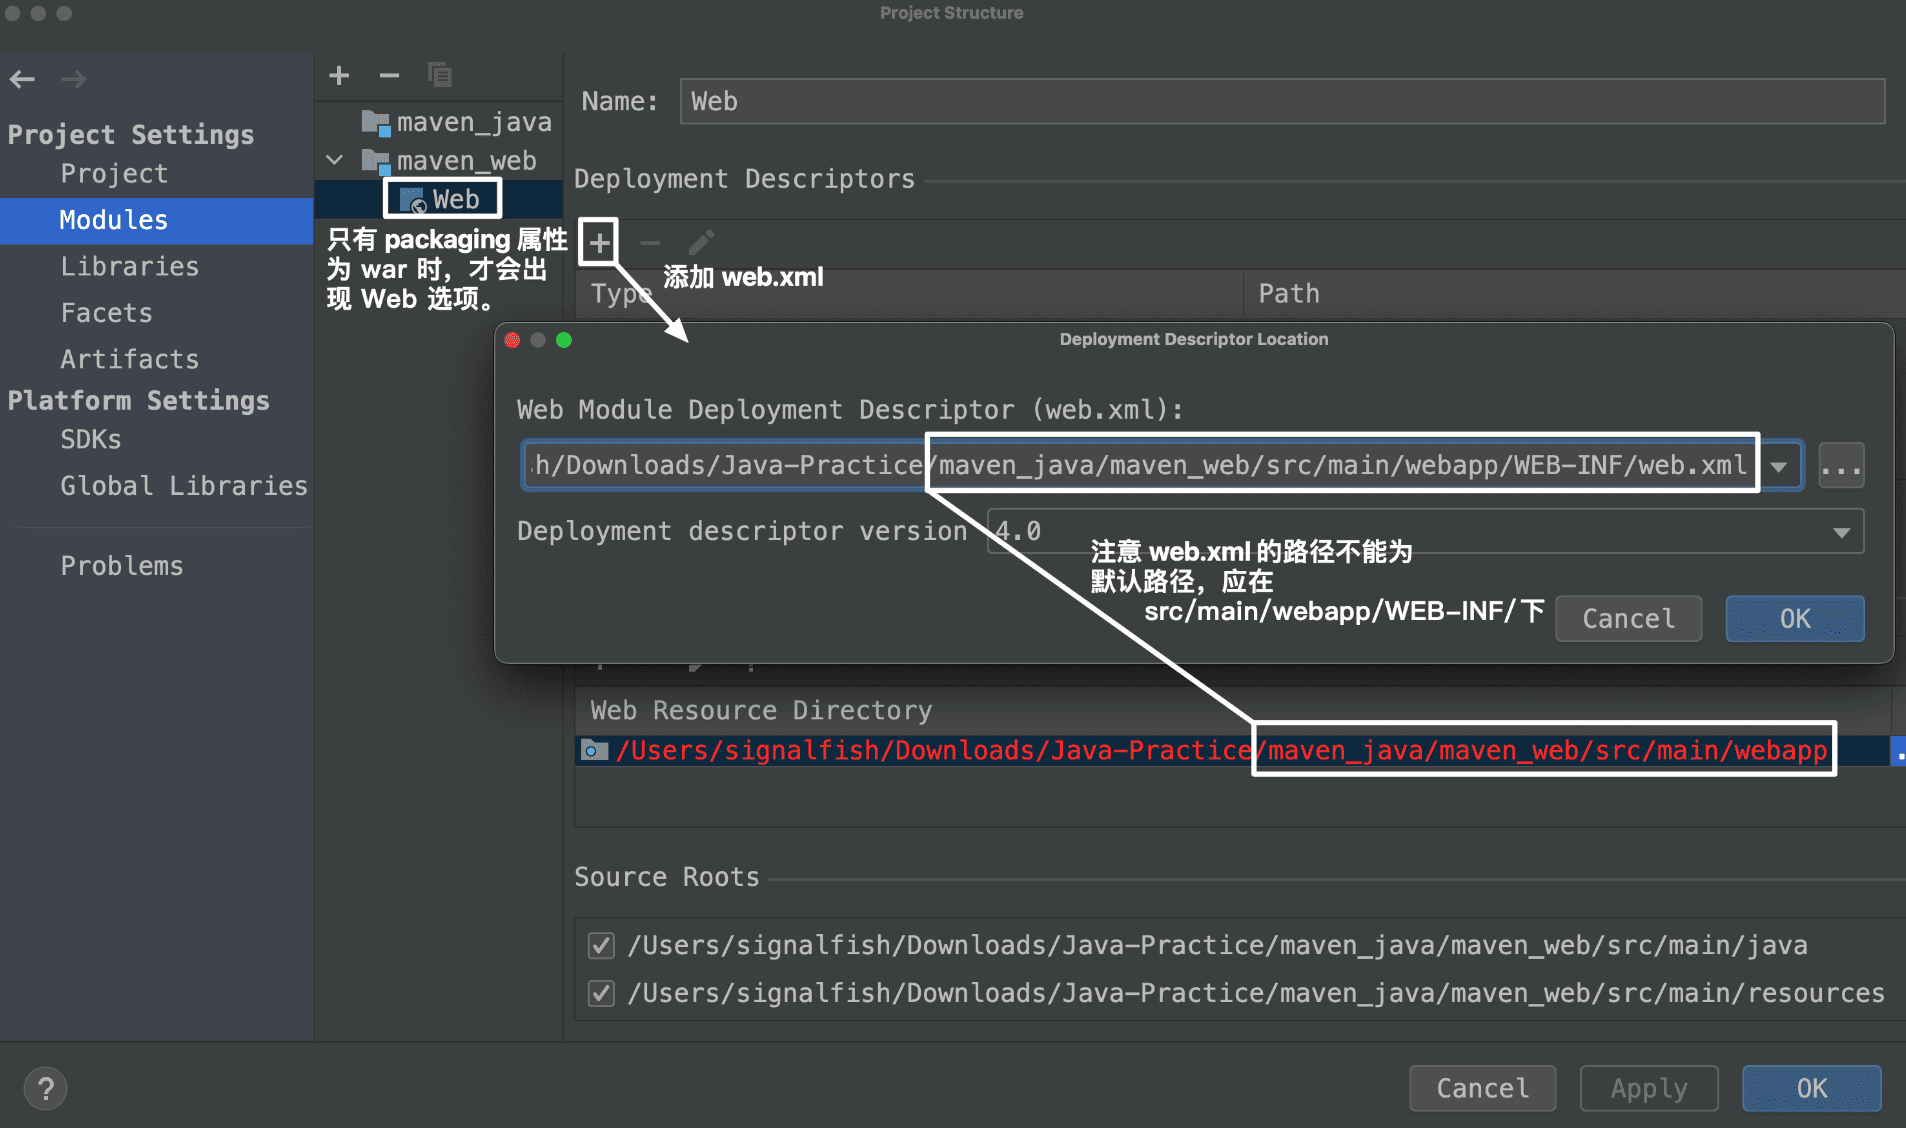 Project Structure
Project Settings
Project
Modules
Libraries
Facets
Artifacts
Platform Settings
SDKs
Global Libraries
Problems
maven_java
maven_web
Web
只有 packaging 属性
为 war 时，才会出
现 Web 选项。
Name:
Web
Deployment Descriptors
添加 web.xml
Type
Path
Deployment Descriptor Location
Web Module Deployment Descriptor (web.xml):
h/Downloads/Java-Practice/maven_java/maven_web/src/main/webapp/WEB-INF/web.xml
...
Deployment descriptor version
4.0
注意 web.xml 的路径不能为
默认路径，应在
src/main/webapp/WEB-INF/ 下
Cancel
OK
Web Resource Directory
/Users/signalfish/Downloads/Java-Practice/maven_java/maven_web/src/main/webapp
Source Roots
/Users/signalfish/Downloads/Java-Practice/maven_java/maven_web/src/main/java
/Users/signalfish/Downloads/Java-Practice/maven_java/maven_web/src/main/resources
?
Cancel
Apply
OK